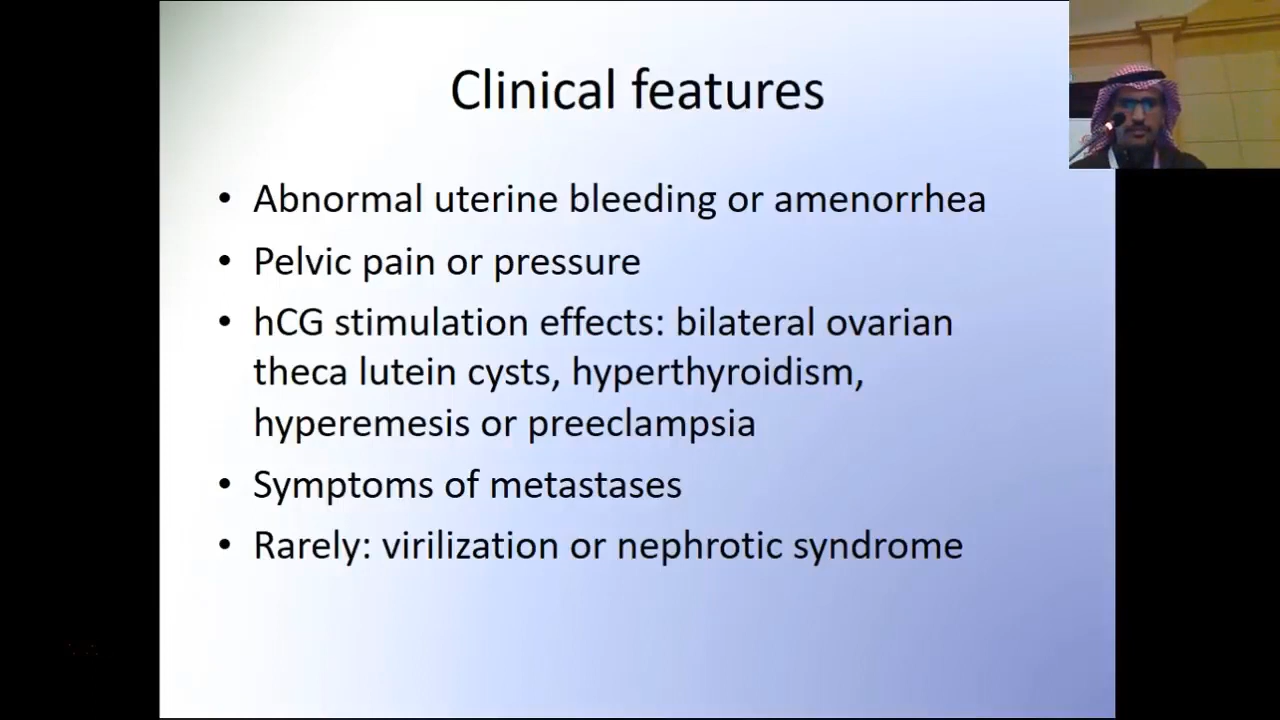 Clinical features
• Abnormal uterine bleeding or amenorrhea
• Pelvic pain or pressure
• hCG stimulation effects: bilateral ovarian
theca lutein cysts, hyperthyroidism,
hyperemesis or preeclampsia
• Symptoms of metastases
• Rarely: virilization or nephrotic syndrome